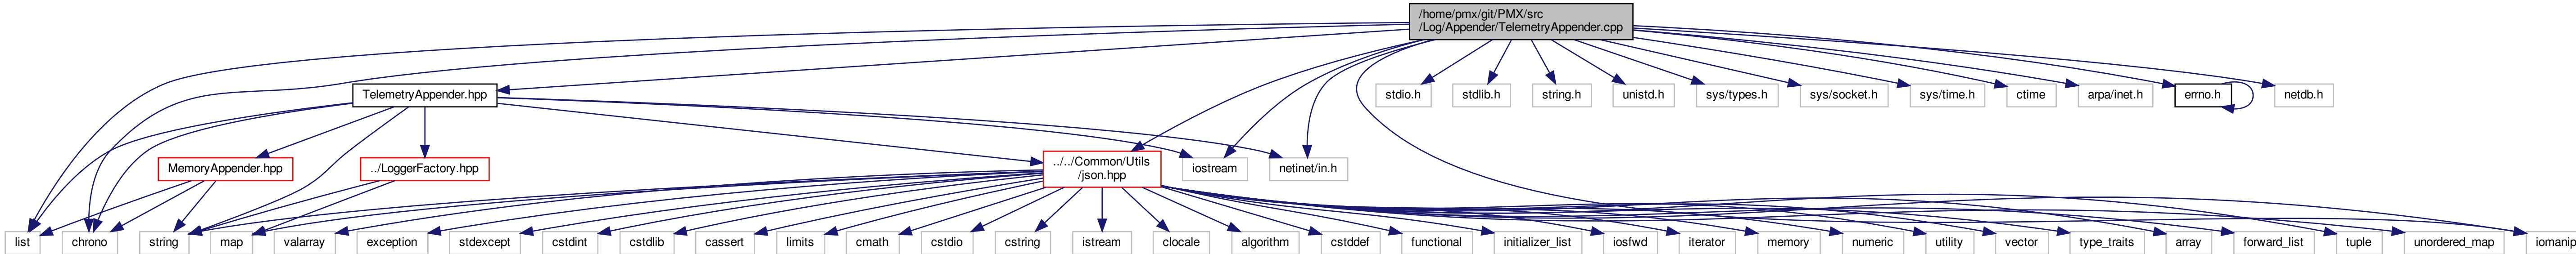 /home/pmx/git/PMX/src
/Log/Appender/TelemetryAppender.cpp
TelemetryAppender.hpp
stdio.h
stdlib.h
string.h
unistd.h
sys/types.h
sys/socket.h
sys/time.h
ctime
arpa/inet.h
errno.h
netdb.h
MemoryAppender.hpp
../LoggerFactory.hpp
../../Common/Utils
/json.hpp
iostream
netinet/in.h
list
chrono
string
map
valarray
exception
stdexcept
cstdint
cstdlib
cassert
limits
cmath
cstdio
cstring
istream
clocale
algorithm
cstddef
functional
initializer_list
iosfwd
iterator
memory
numeric
utility
vector
type_traits
array
forward_list
tuple
unordered_map
iomanip